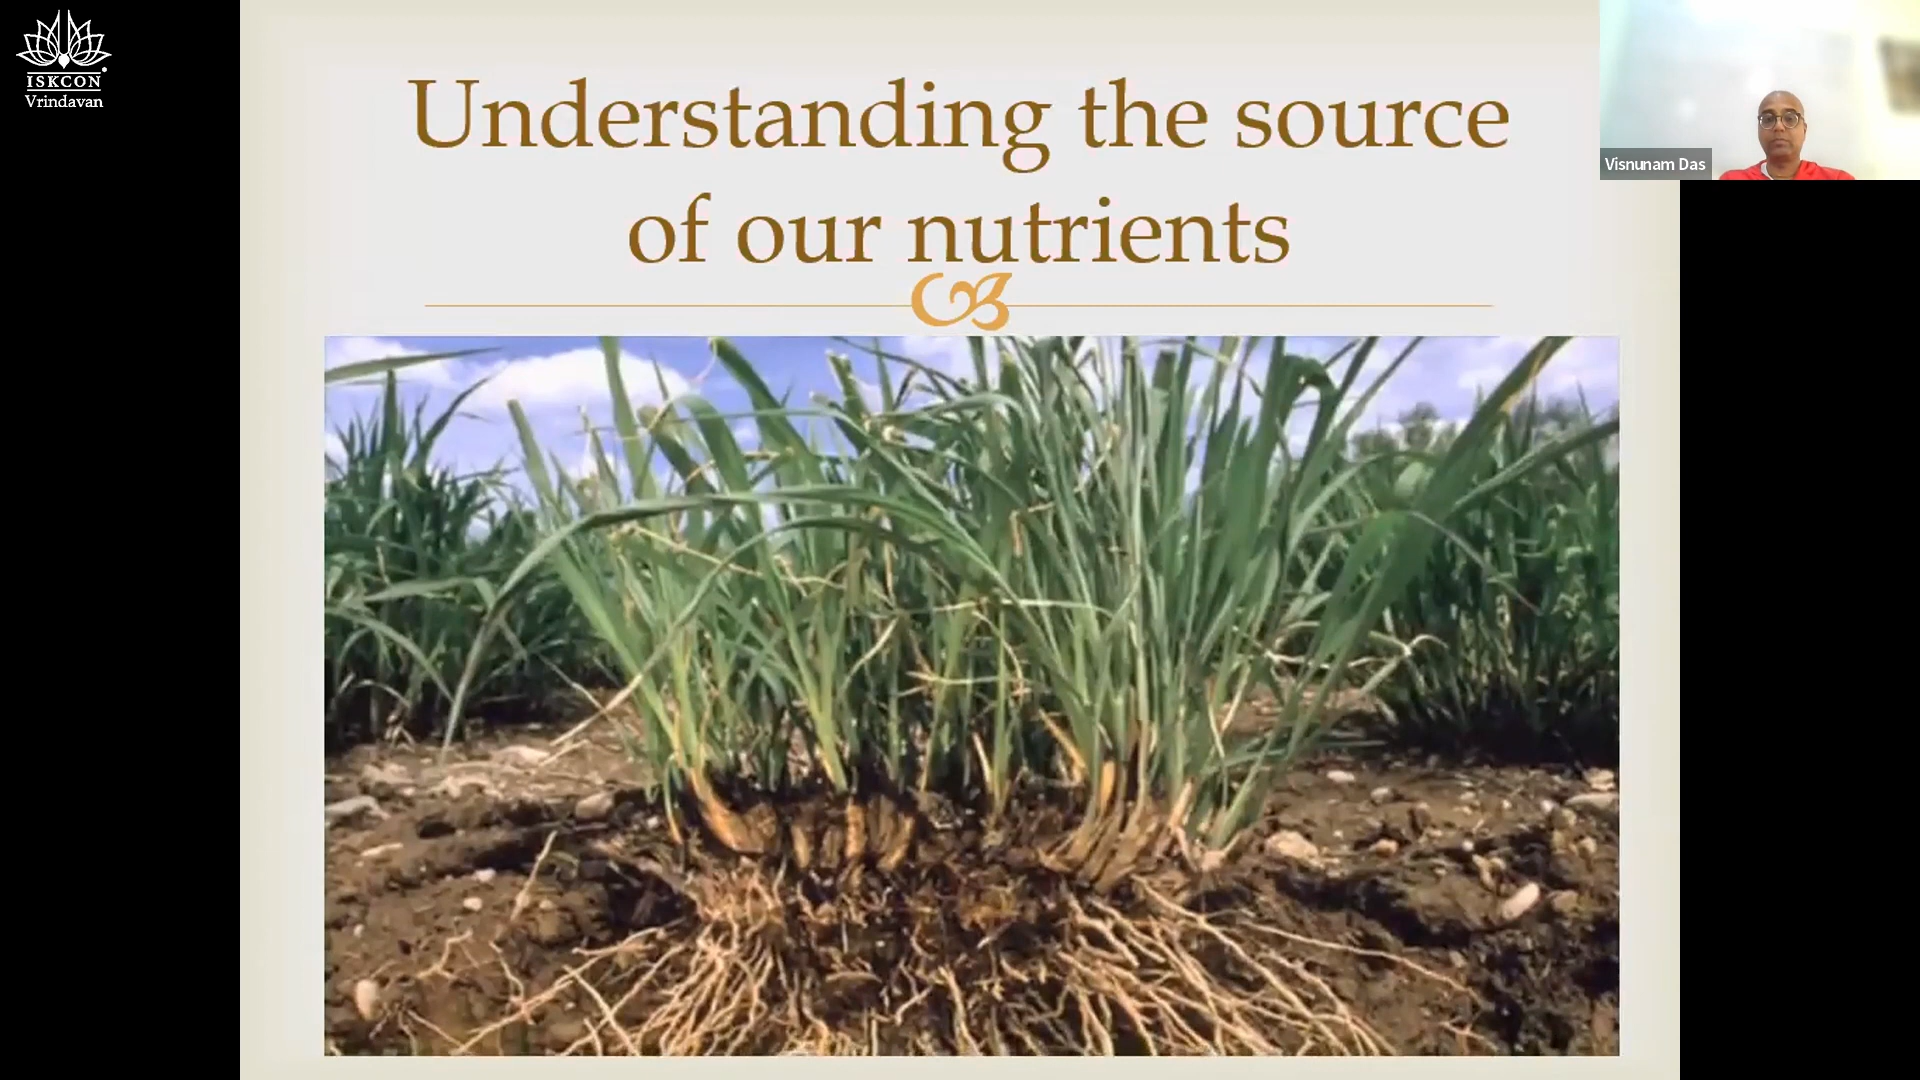 ISKCON
Vrindavan
Understanding the source
of our nutrients
Visnunam Das